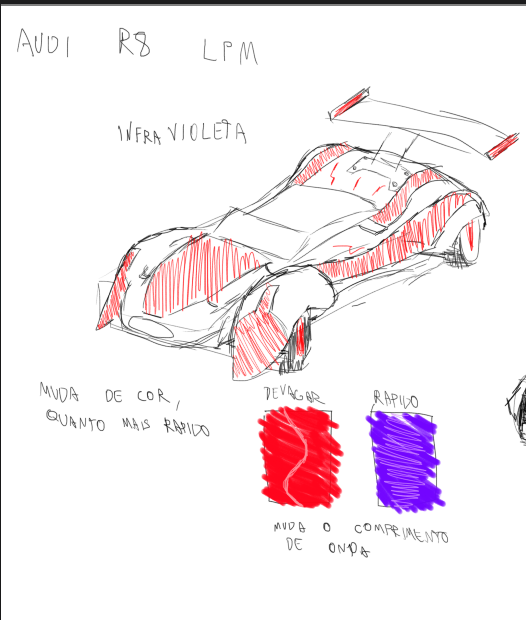 AUDI R8 LPM
INFRA VIOLETA
MUDA DE COR,
QUANTO MAIS RAPIDO
DEVAGAR
RAPIDO
MUDA O COMPRIMENTO
DE ONDA